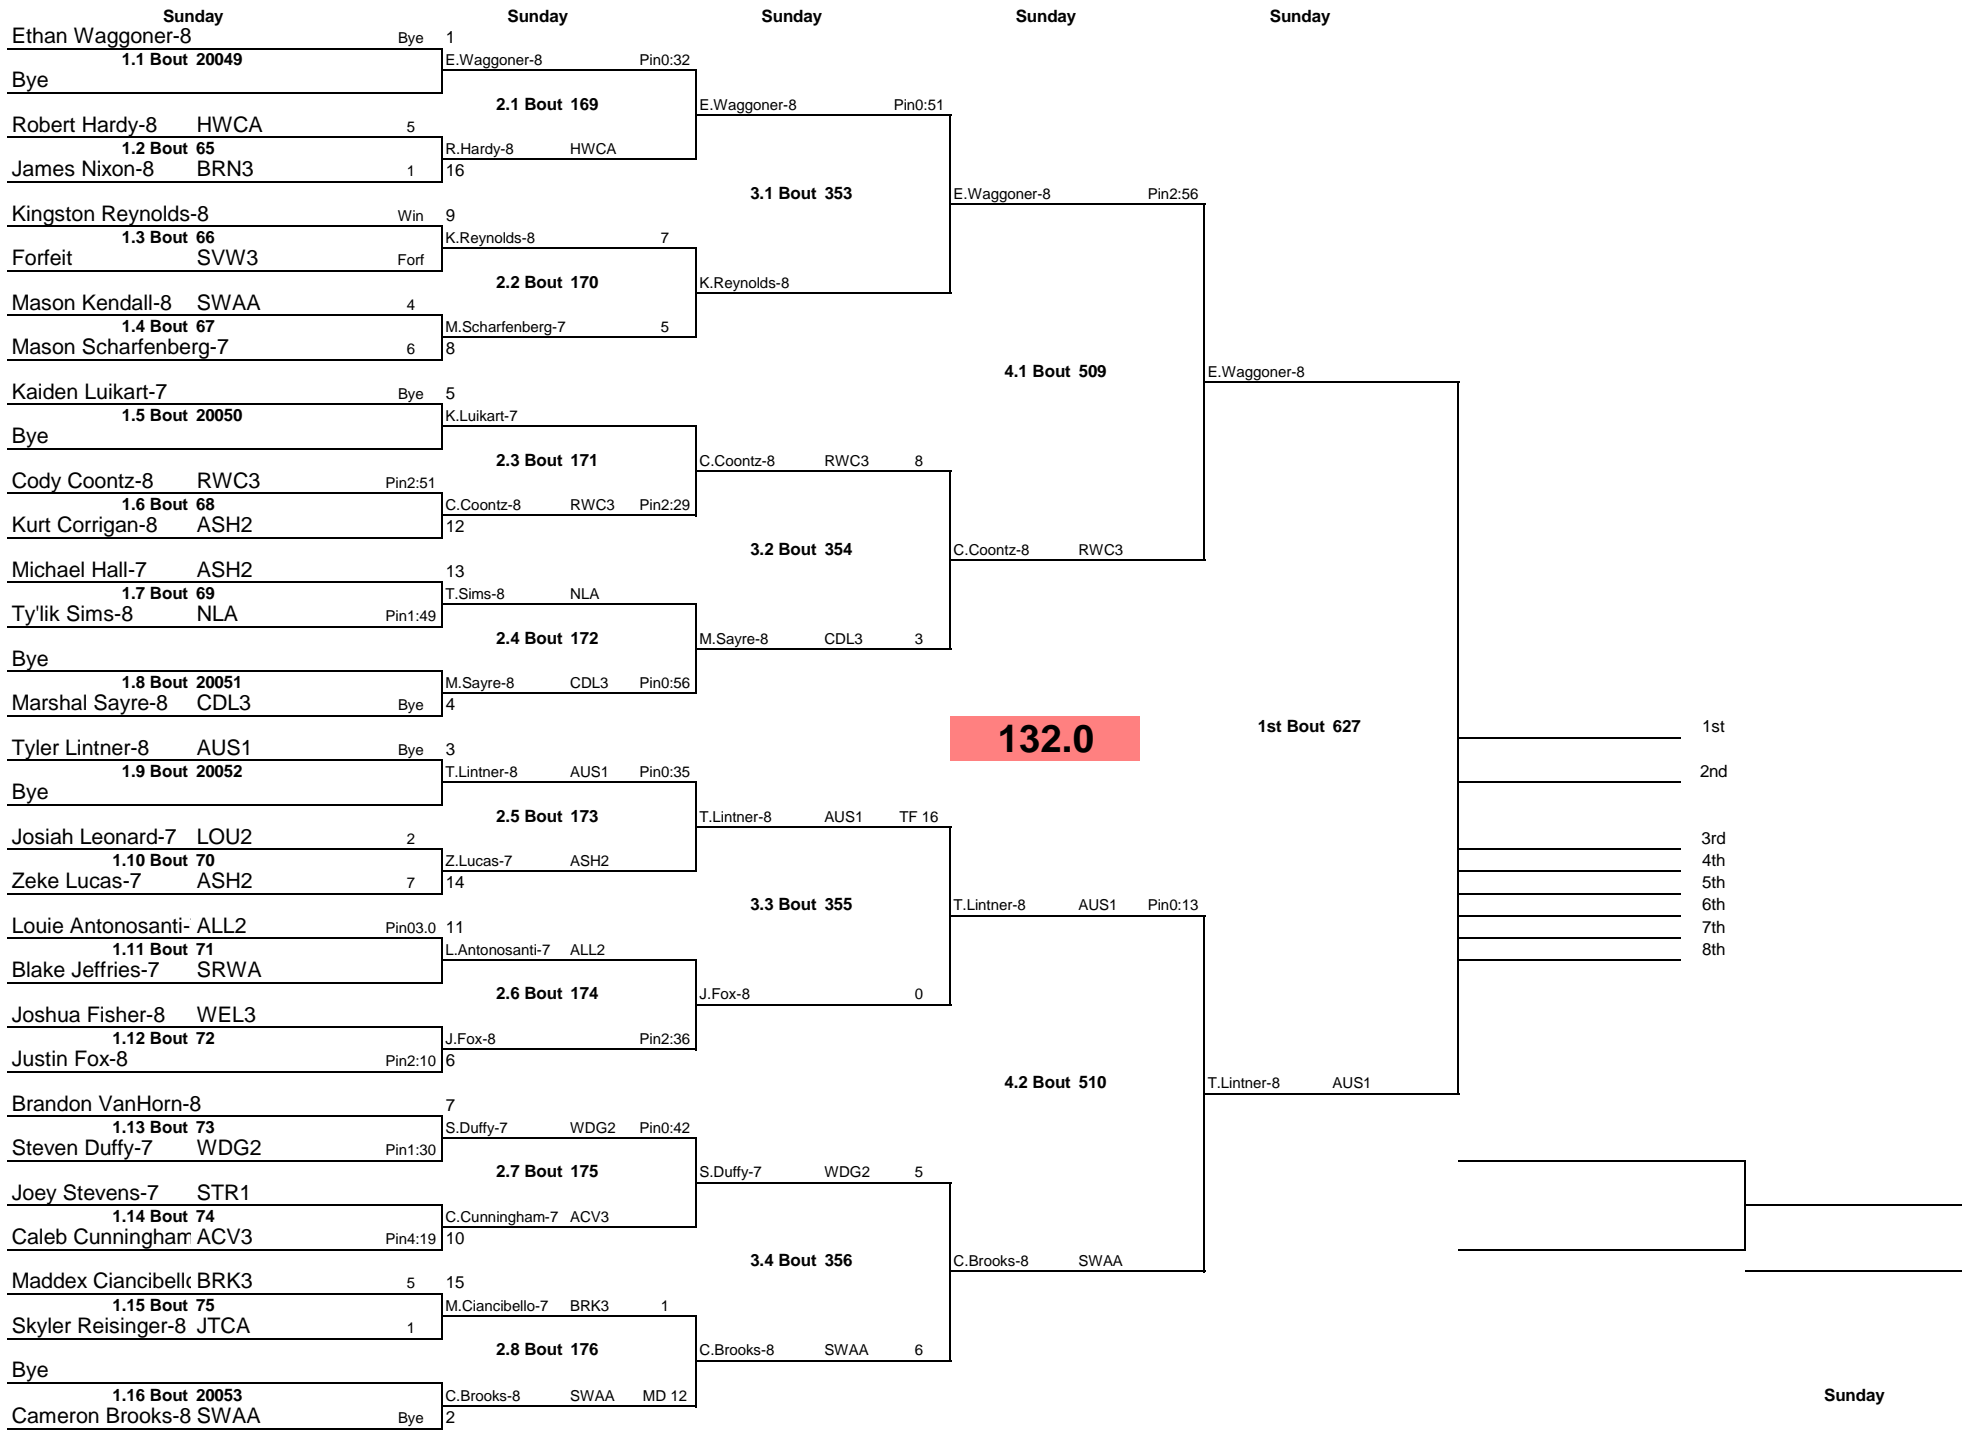 Sunday Sunday Sunday Sunday Sunday
Ethan Waggoner-8 Bye 1
1.1 Bout 20049 E.Waggoner-8 Pin0:32
Bye
2.1 Bout 169 E.Waggoner-8 Pin0:51
Robert Hardy-8 HWCA 5
1.2 Bout 65 R.Hardy-8 HWCA
James Nixon-8 BRN3 1 16
3.1 Bout 353 E.Waggoner-8 Pin2:56
Kingston Reynolds-8 Win 9
1.3 Bout 66 K.Reynolds-8 7
Forfeit SVW3 Forf
2.2 Bout 170 K.Reynolds-8
Mason Kendall-8 SWAA 4
1.4 Bout 67 M.Scharfenberg-7 5
Mason Scharfenberg-7 6 8
4.1 Bout 509 E.Waggoner-8
Kaiden Luikart-7 Bye 5
1.5 Bout 20050 K.Luikart-7
Bye
2.3 Bout 171 C.Coontz-8 RWC3 8
Cody Coontz-8 RWC3 Pin2:51
1.6 Bout 68 C.Coontz-8 RWC3 Pin2:29
Kurt Corrigan-8 ASH2 12
3.2 Bout 354 C.Coontz-8 RWC3
Michael Hall-7 ASH2 13
1.7 Bout 69 T.Sims-8 NLA
Ty'lik Sims-8 NLA Pin1:49
2.4 Bout 172 M.Sayre-8 CDL3 3
Bye
1.8 Bout 20051 M.Sayre-8 CDL3 Pin0:56
Marshal Sayre-8 CDL3 Bye 4
132.0 1st Bout 627 1st
Tyler Lintner-8 AUS1 Bye 3
1.9 Bout 20052 T.Lintner-8 AUS1 Pin0:35 2nd
Bye
2.5 Bout 173 T.Lintner-8 AUS1 TF 16
Josiah Leonard-7 LOU2 2 3rd
1.10 Bout 70 Z.Lucas-7 ASH2 4th
Zeke Lucas-7 ASH2 7 14 5th
3.3 Bout 355 T.Lintner-8 AUS1 Pin0:13 6th
Louie Antonosanti- ALL2 Pin03.0 11 7th
1.11 Bout 71 L.Antonosanti-7 ALL2 8th
Blake Jeffries-7 SRWA
2.6 Bout 174 J.Fox-8 0
Joshua Fisher-8 WEL3
1.12 Bout 72 J.Fox-8 Pin2:36
Justin Fox-8 Pin2:10 6
4.2 Bout 510 T.Lintner-8 AUS1
Brandon VanHorn-8 7
1.13 Bout 73 S.Duffy-7 WDG2 Pin0:42
Steven Duffy-7 WDG2 Pin1:30
2.7 Bout 175 S.Duffy-7 WDG2 5
Joey Stevens-7 STR1
1.14 Bout 74 C.Cunningham-7 ACV3
Caleb Cunningham ACV3 Pin4:19 10
3.4 Bout 356 C.Brooks-8 SWAA
Maddex Ciancibello BRK3 5 15
1.15 Bout 75 M.Ciancibello-7 BRK3 1
Skyler Reisinger-8 JTCA 1
2.8 Bout 176 C.Brooks-8 SWAA 6
Bye
1.16 Bout 20053 C.Brooks-8 SWAA MD 12 Sunday
Cameron Brooks-8 SWAA Bye 2